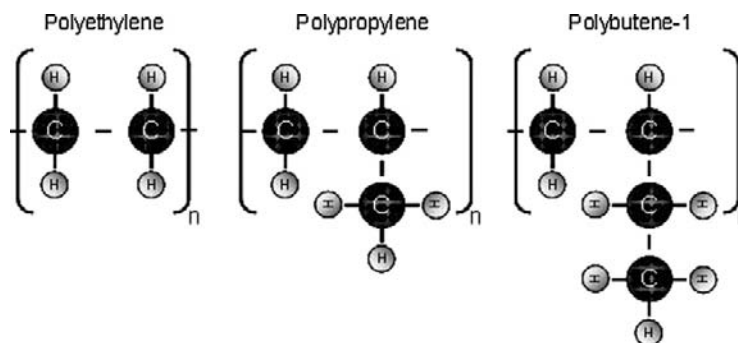 Polyethylene
Polypropylene
Polybutene-1
H H H H H H
C C C C C C
H H H H
n
H C H H C H
n
H
H C H
H